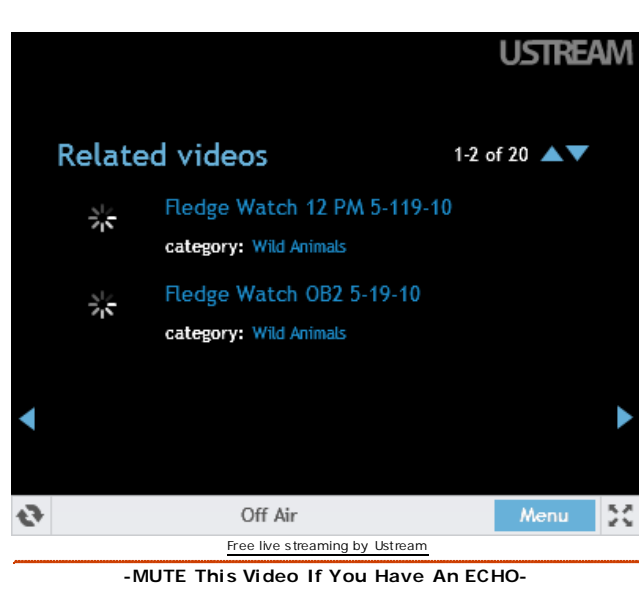 USTREAM
Related videos
1-2 of 20
Fledge Watch 12 PM 5-119-10
category: Wild Animals
Fledge Watch OB2 5-19-10
category: Wild Animals
Off Air
Menu
Free live streaming by Ustream
-MUTE This Video If You Have An ECHO-